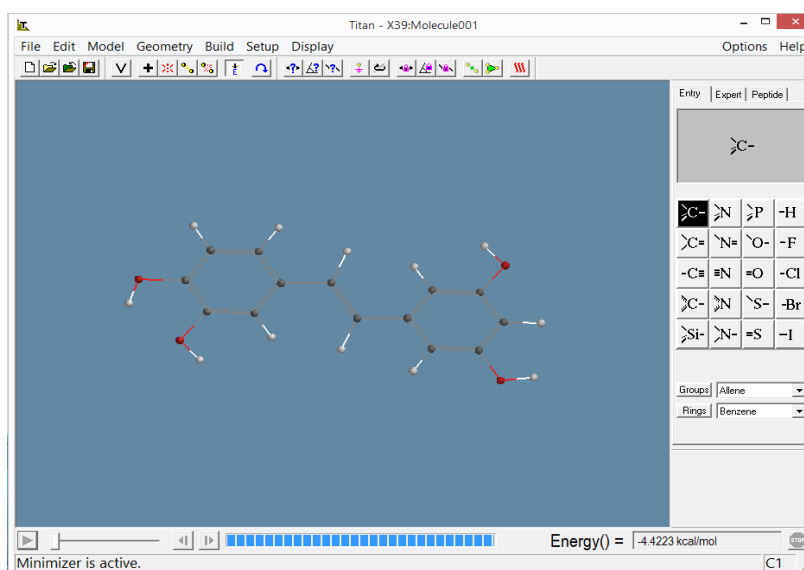 Titan - X39:Molecule001
File Edit Model Geometry Build Setup Display Options Help
Entry Expert Peptide
C-
C- N P -H
C= N= O- -F
-C≡ ≡N =O -Cl
C- N S- -Br
Si- N- =S -I
Groups Allene
Rings Benzene
Energy() = -4.4223 kcal/mol STOP
Minimizer is active. C1